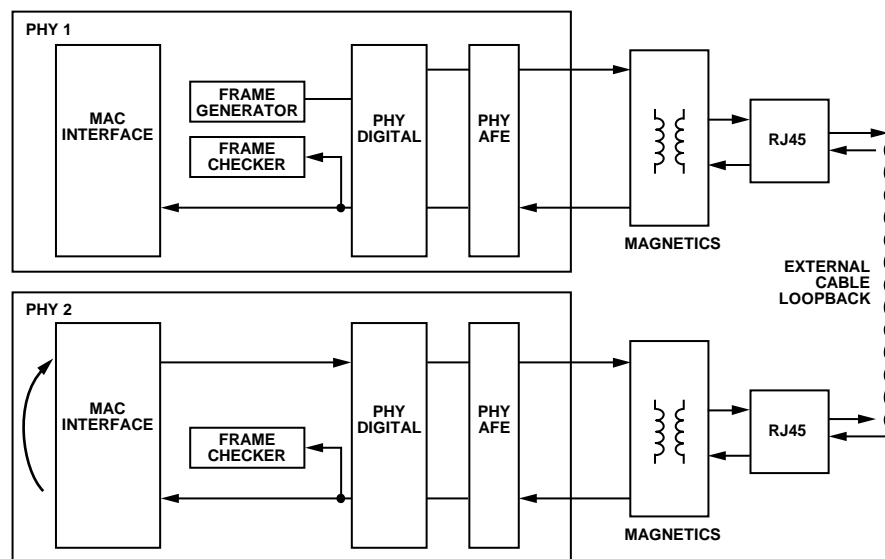 PHY 1
MAC
INTERFACE
FRAME
GENERATOR
FRAME
CHECKER
PHY
DIGITAL
PHY
AFE
MAGNETICS
RJ45
EXTERNAL
CABLE
LOOPBACK
PHY 2
MAC
INTERFACE
FRAME
CHECKER
PHY
DIGITAL
PHY
AFE
MAGNETICS
RJ45